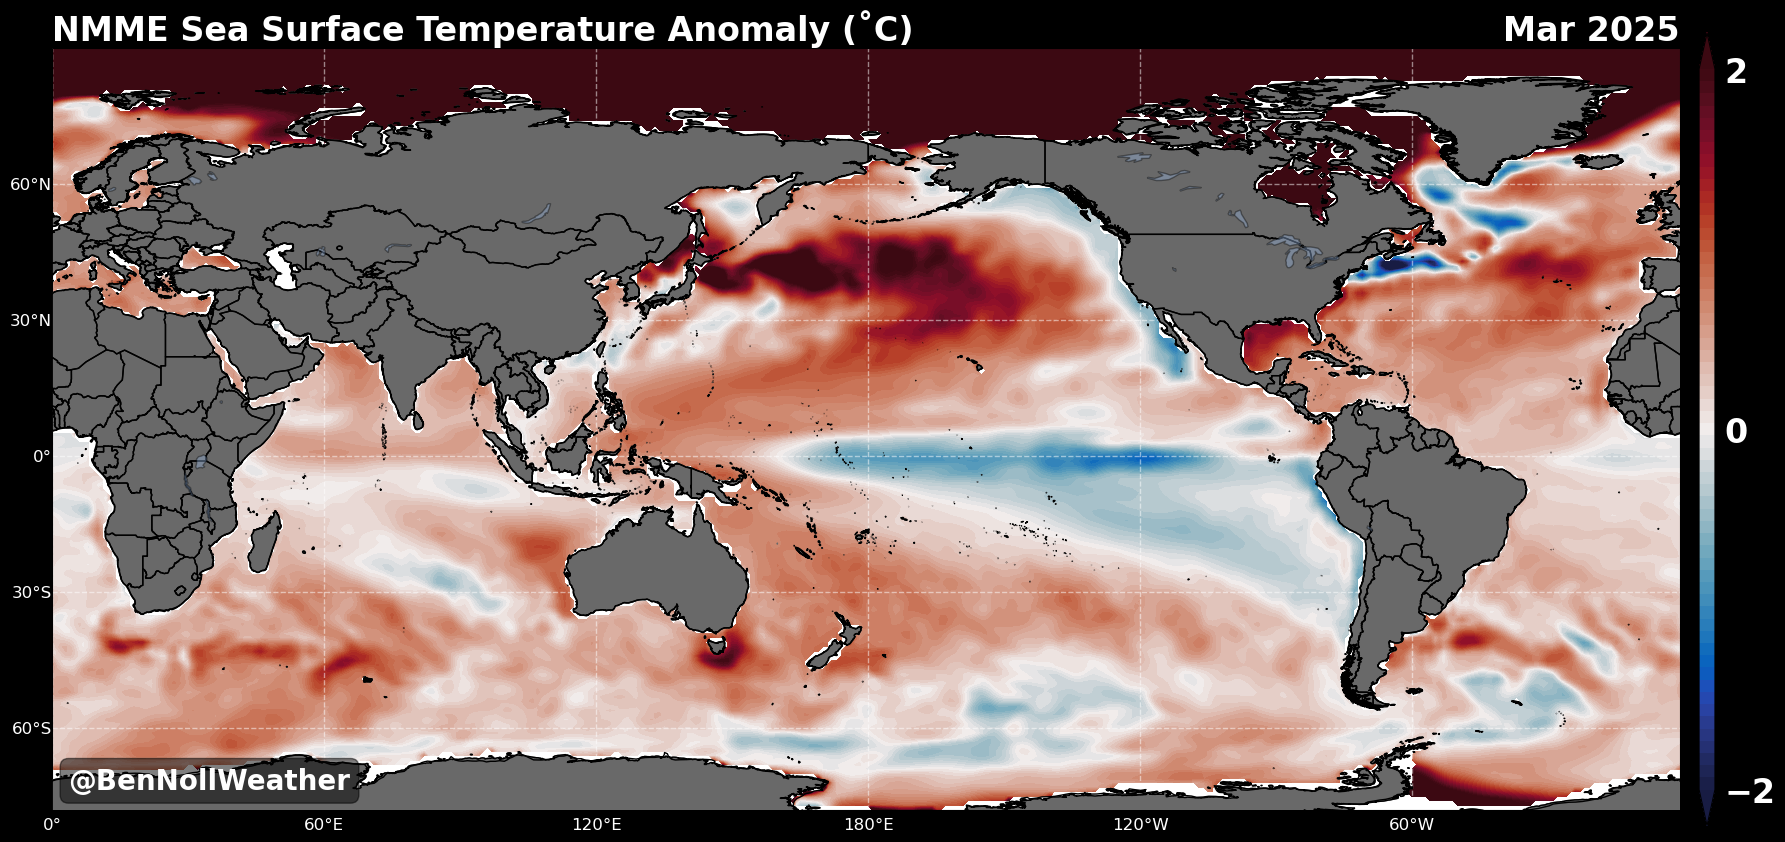 NMME Sea Surface Temperature Anomaly (˚C)
Mar 2025
2
0
−2
60°N
30°N
0°
30°S
60°S
@BenNollWeather
0°
60°E
120°E
180°E
120°W
60°W